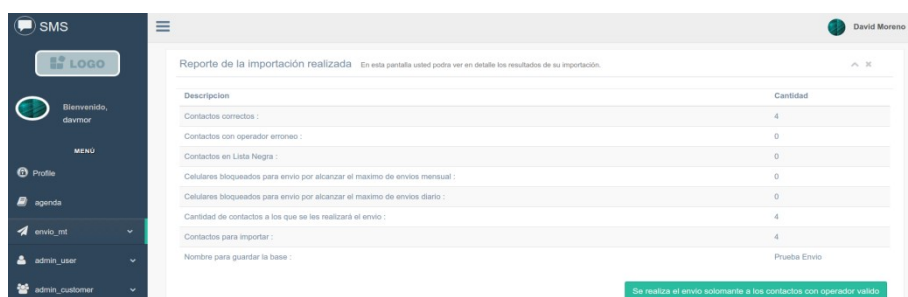 SMS
David Moreno
LOGO
Bienvenido,
davmor
MENÚ
Profile
agenda
envio_mt
admin_user
admin_customer
Reporte de la importación realizada En esta pantalla usted podra ver en detalle los resultados de su importación.
Descripcion Cantidad
Contactos correctos : 4
Contactos con operador erroneo : 0
Contactos en Lista Negra : 0
Celulares bloqueados para envio por alcanzar el maximo de envios mensual : 0
Celulares bloqueados para envio por alcanzar el maximo de envios diario : 0
Cantidad de contactos a los que se les realizará el envio : 4
Contactos para importar : 4
Nombre para guardar la base : Prueba Envio
Se realiza el envio solomante a los contactos con operador valido